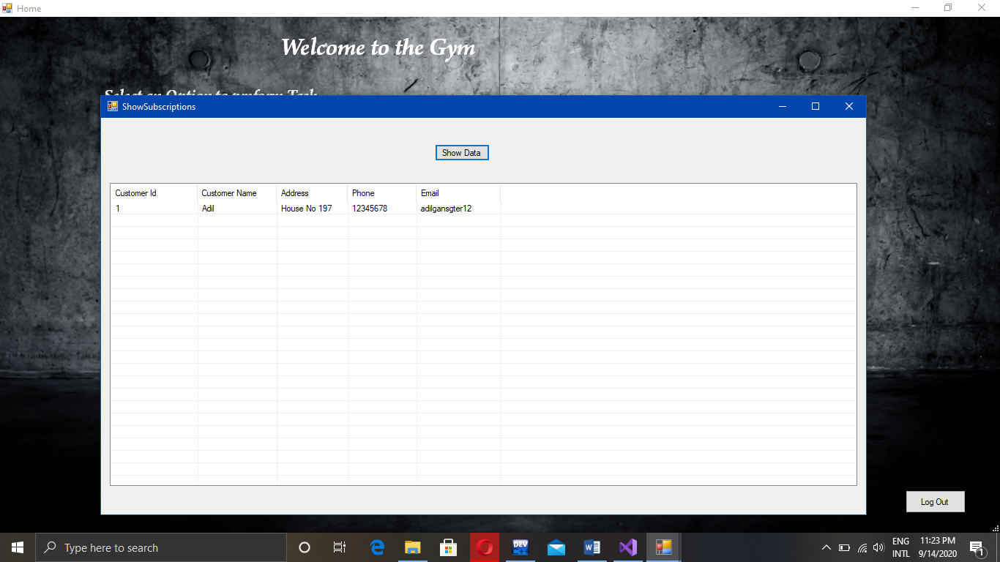 Home
Welcome to the Gym
Select an Option to
ShowSubscriptions
Show Data
Customer Id Customer Name Address Phone Email
1 Adil House No 197 12345678 adilgansgter12
Log Out
Type here to search
DEV
C++
W
ENG
INTL
11:23 PM
9/14/2020
1